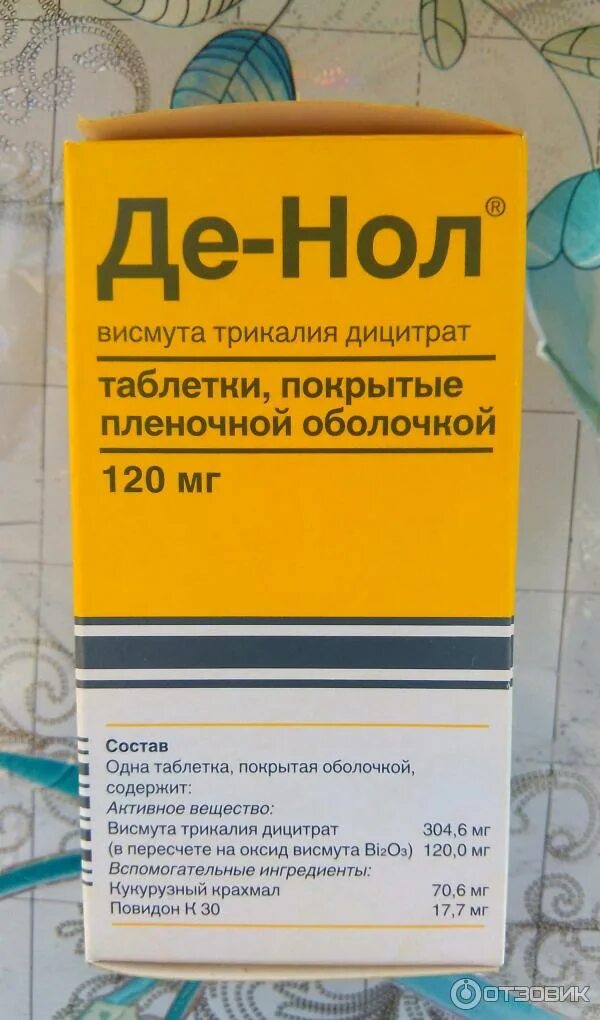 Де-Нол®
висмута трикалия дицитрат
таблетки, покрытые
пленочной оболочкой
120 мг
Состав
Одна таблетка, покрытая оболочкой,
содержит:
Активное вещество:
Висмута трикалия дицитрат 304,6 мг
(в пересчете на оксид висмута Bi₂O₃) 120,0 мг
Вспомогательные ингредиенты:
Кукурузный крахмал 70,6 мг
Повидон К 30 17,7 мг
ОТЗОВИК